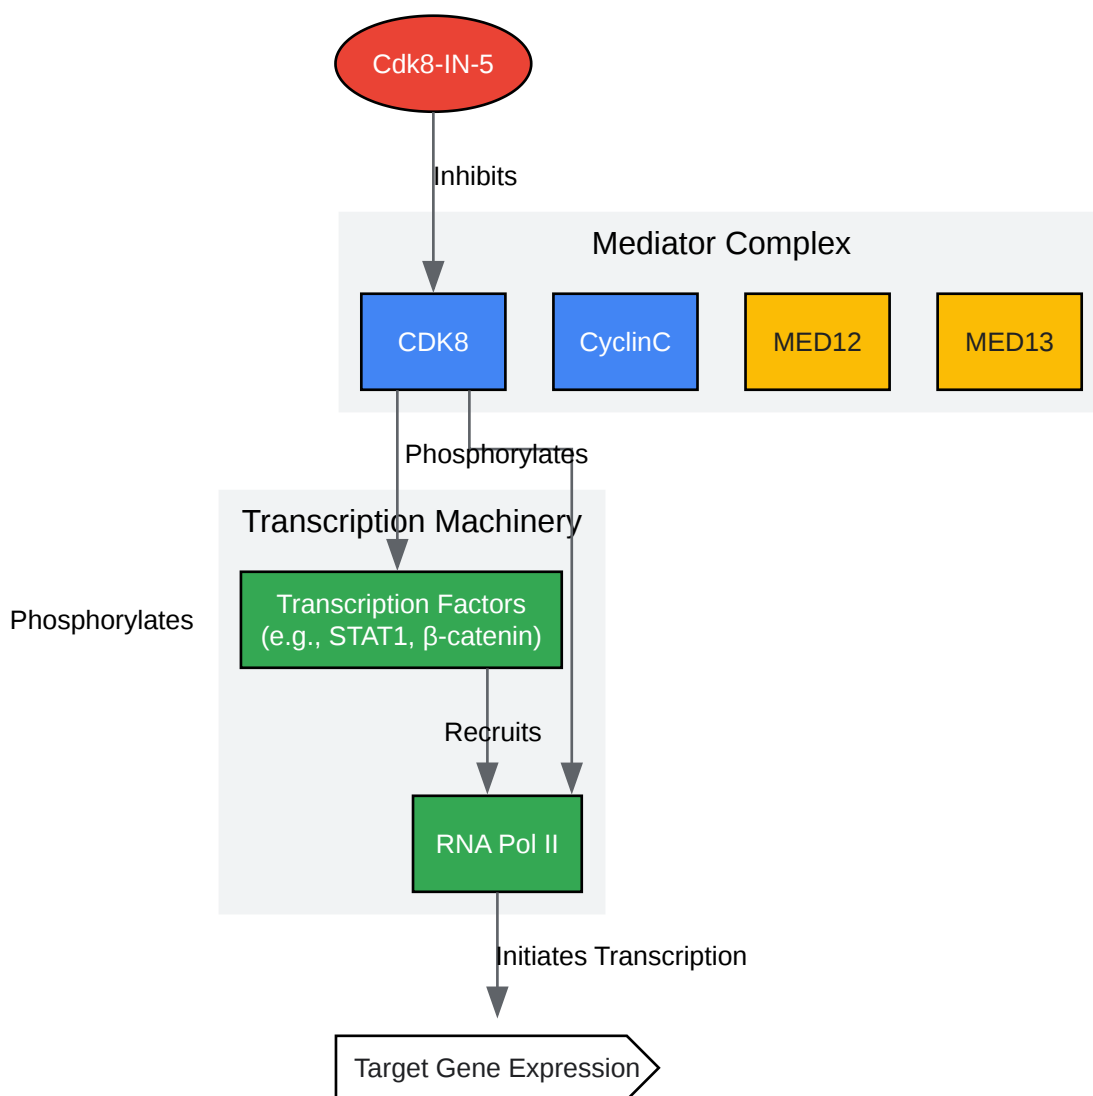 Cdk8-IN-5
Inhibits
Mediator Complex
CDK8
CyclinC
MED12
MED13
Phosphorylates
Transcription Machinery
Transcription Factors
(e.g., STAT1, β-catenin)
Phosphorylates
Recruits
RNA Pol II
Initiates Transcription
Target Gene Expression